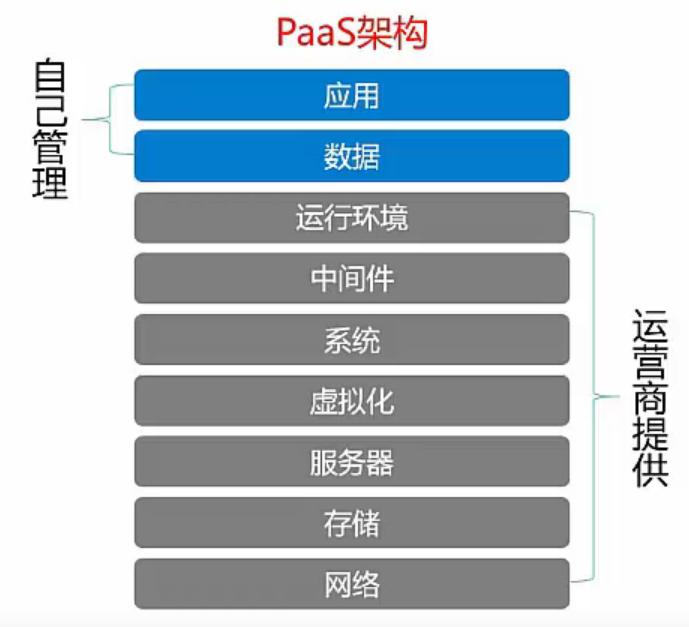 PaaS架构
自己管理
应用
数据
运行环境
中间件
系统
虚拟化
服务器
存储
网络
运营商提供